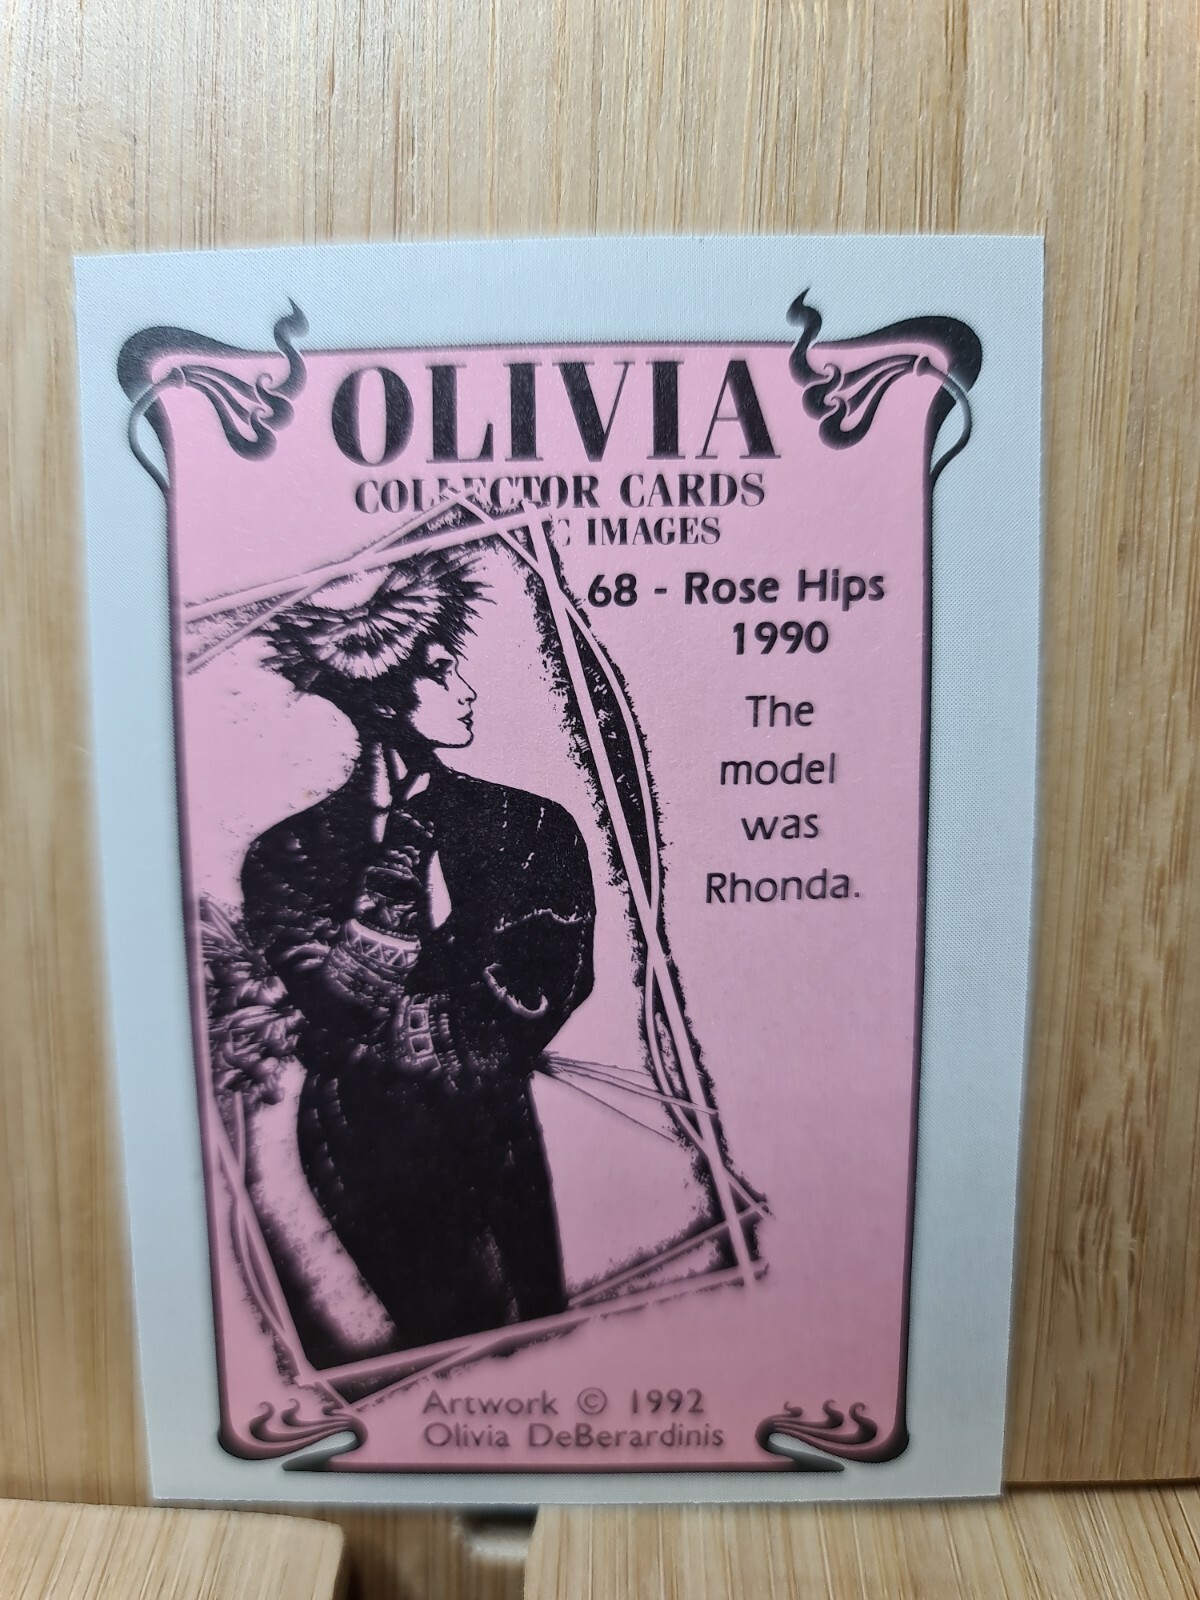 OLIVIA
COLLECTOR CARDS
C IMAGES
68 - Rose Hips
1990
The
model
was
Rhonda.
Artwork © 1992
Olivia DeBerardinis